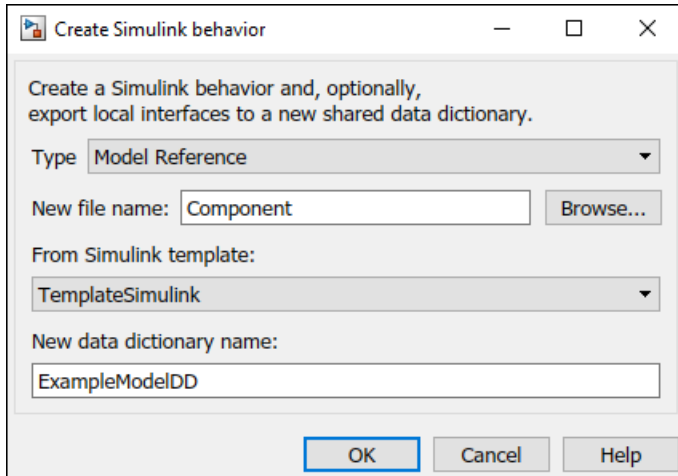 Create Simulink behavior
Create a Simulink behavior and, optionally,
export local interfaces to a new shared data dictionary.
Type Model Reference
New file name: Component Browse...
From Simulink template:
TemplateSimulink
New data dictionary name:
ExampleModelDD
OK Cancel Help